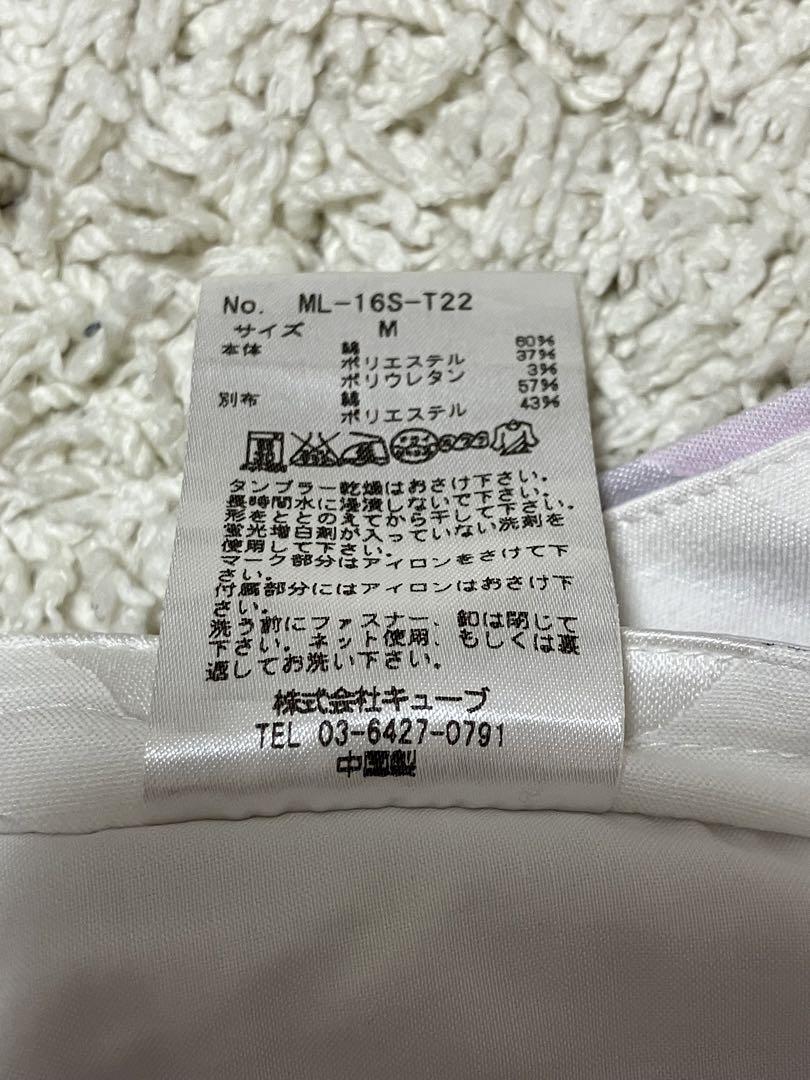 No. ML-16S-T22
サイズ M
本体 綿 60%
ポリエステル 37%
ポリウレタン 3%
別布 綿 57%
ポリエステル 43%
タンブラー乾燥はおさけ下さい。
長時間水に浸漬しないで下さい。
形をととのえてから干して下さい。
蛍光増白剤が入っていない洗剤を
使用して下さい。
マーク部分はアイロンをさけて下
さい。
付属部分にはアイロンはおさけ下
さい。
洗う前にファスナー、釦は閉じて
下さい。ネット使用、もしくは裏
返してお洗い下さい。
株式会社キューブ
TEL 03-6427-0791
中国製